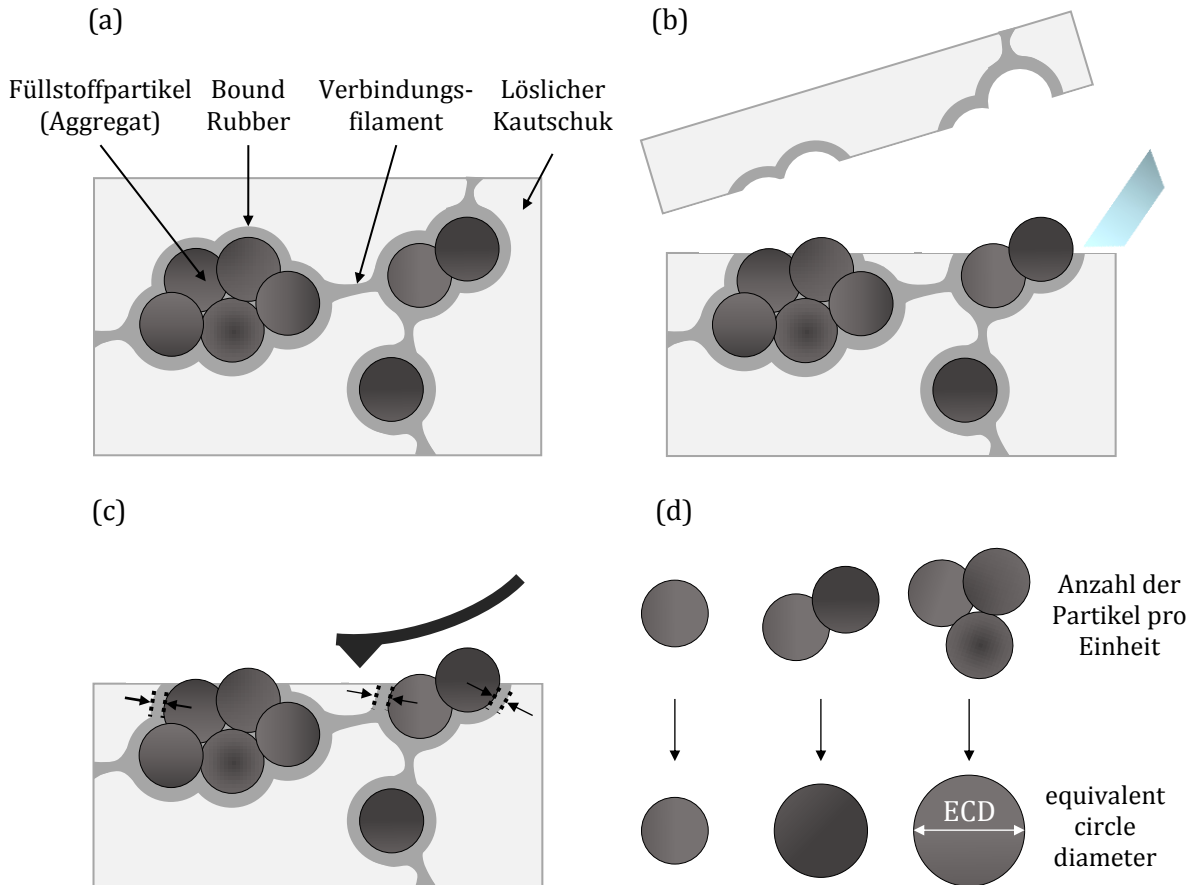 (a)
Füllstoffpartikel
(Aggregat)
Bound
Rubber
Verbindungs-
filament
Löslicher
Kautschuk
(b)
(c)
(d)
Anzahl der
Partikel pro
Einheit
ECD
equivalent
circle
diameter